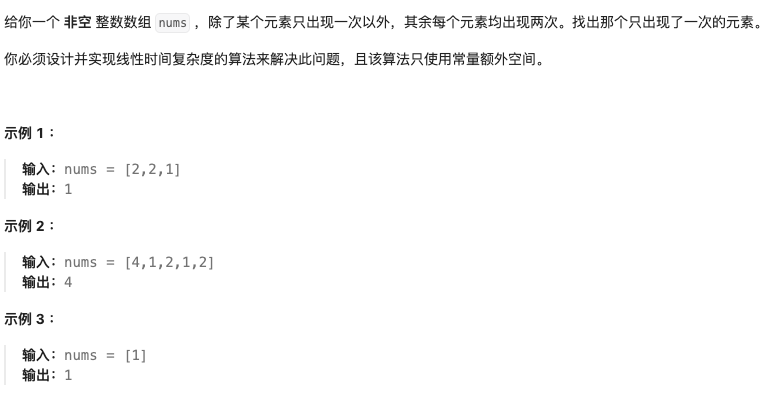 给你一个 非空 整数数组 nums ，除了某个元素只出现一次以外，其余每个元素均出现两次。找出那个只出现了一次的元素。
你必须设计并实现线性时间复杂度的算法来解决此问题，且该算法只使用常量额外空间。
示例 1 ：
输入：nums = [2,2,1]
输出：1
示例 2 ：
输入：nums = [4,1,2,1,2]
输出：4
示例 3 ：
输入：nums = [1]
输出：1